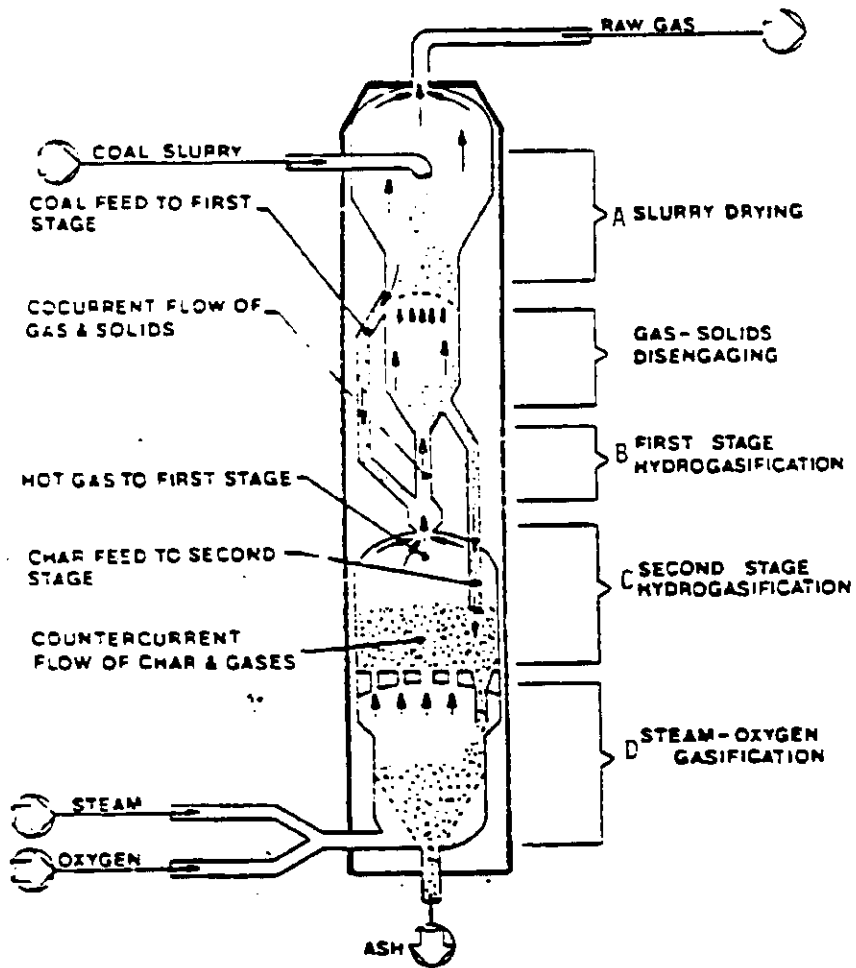 RAW GAS
COAL SLURRY
COAL FEED TO FIRST
STAGE
A SLURRY DRYING
COCURRENT FLOW OF
GAS & SOLIDS
GAS-SOLIDS
DISENGAGING
B FIRST STAGE
HYDROGASIFICATION
HOT GAS TO FIRST STAGE
CHAR FEED TO SECOND
STAGE
C SECOND STAGE
HYDROGASIFICATION
COUNTERCURRENT
FLOW OF CHAR & GASES
D STEAM-OXYGEN
GASIFICATION
STEAM
OXYGEN
ASH